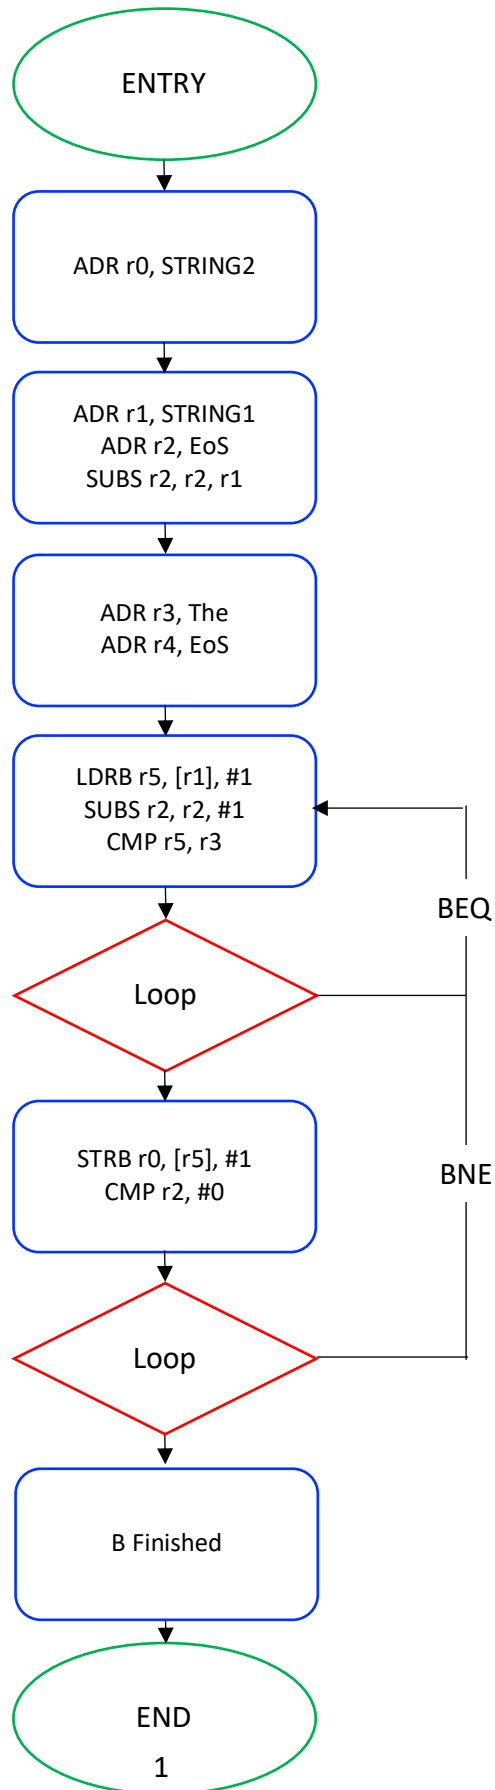 ENTRY
ADR r0, STRING2
ADR r1, STRING1
ADR r2, EoS
SUBS r2, r2, r1
ADR r3, The
ADR r4, EoS
LDRB r5, [r1], #1
SUBS r2, r2, #1
CMP r5, r3
BEQ
Loop
STRB r0, [r5], #1
CMP r2, #0
BNE
Loop
B Finished
END
1